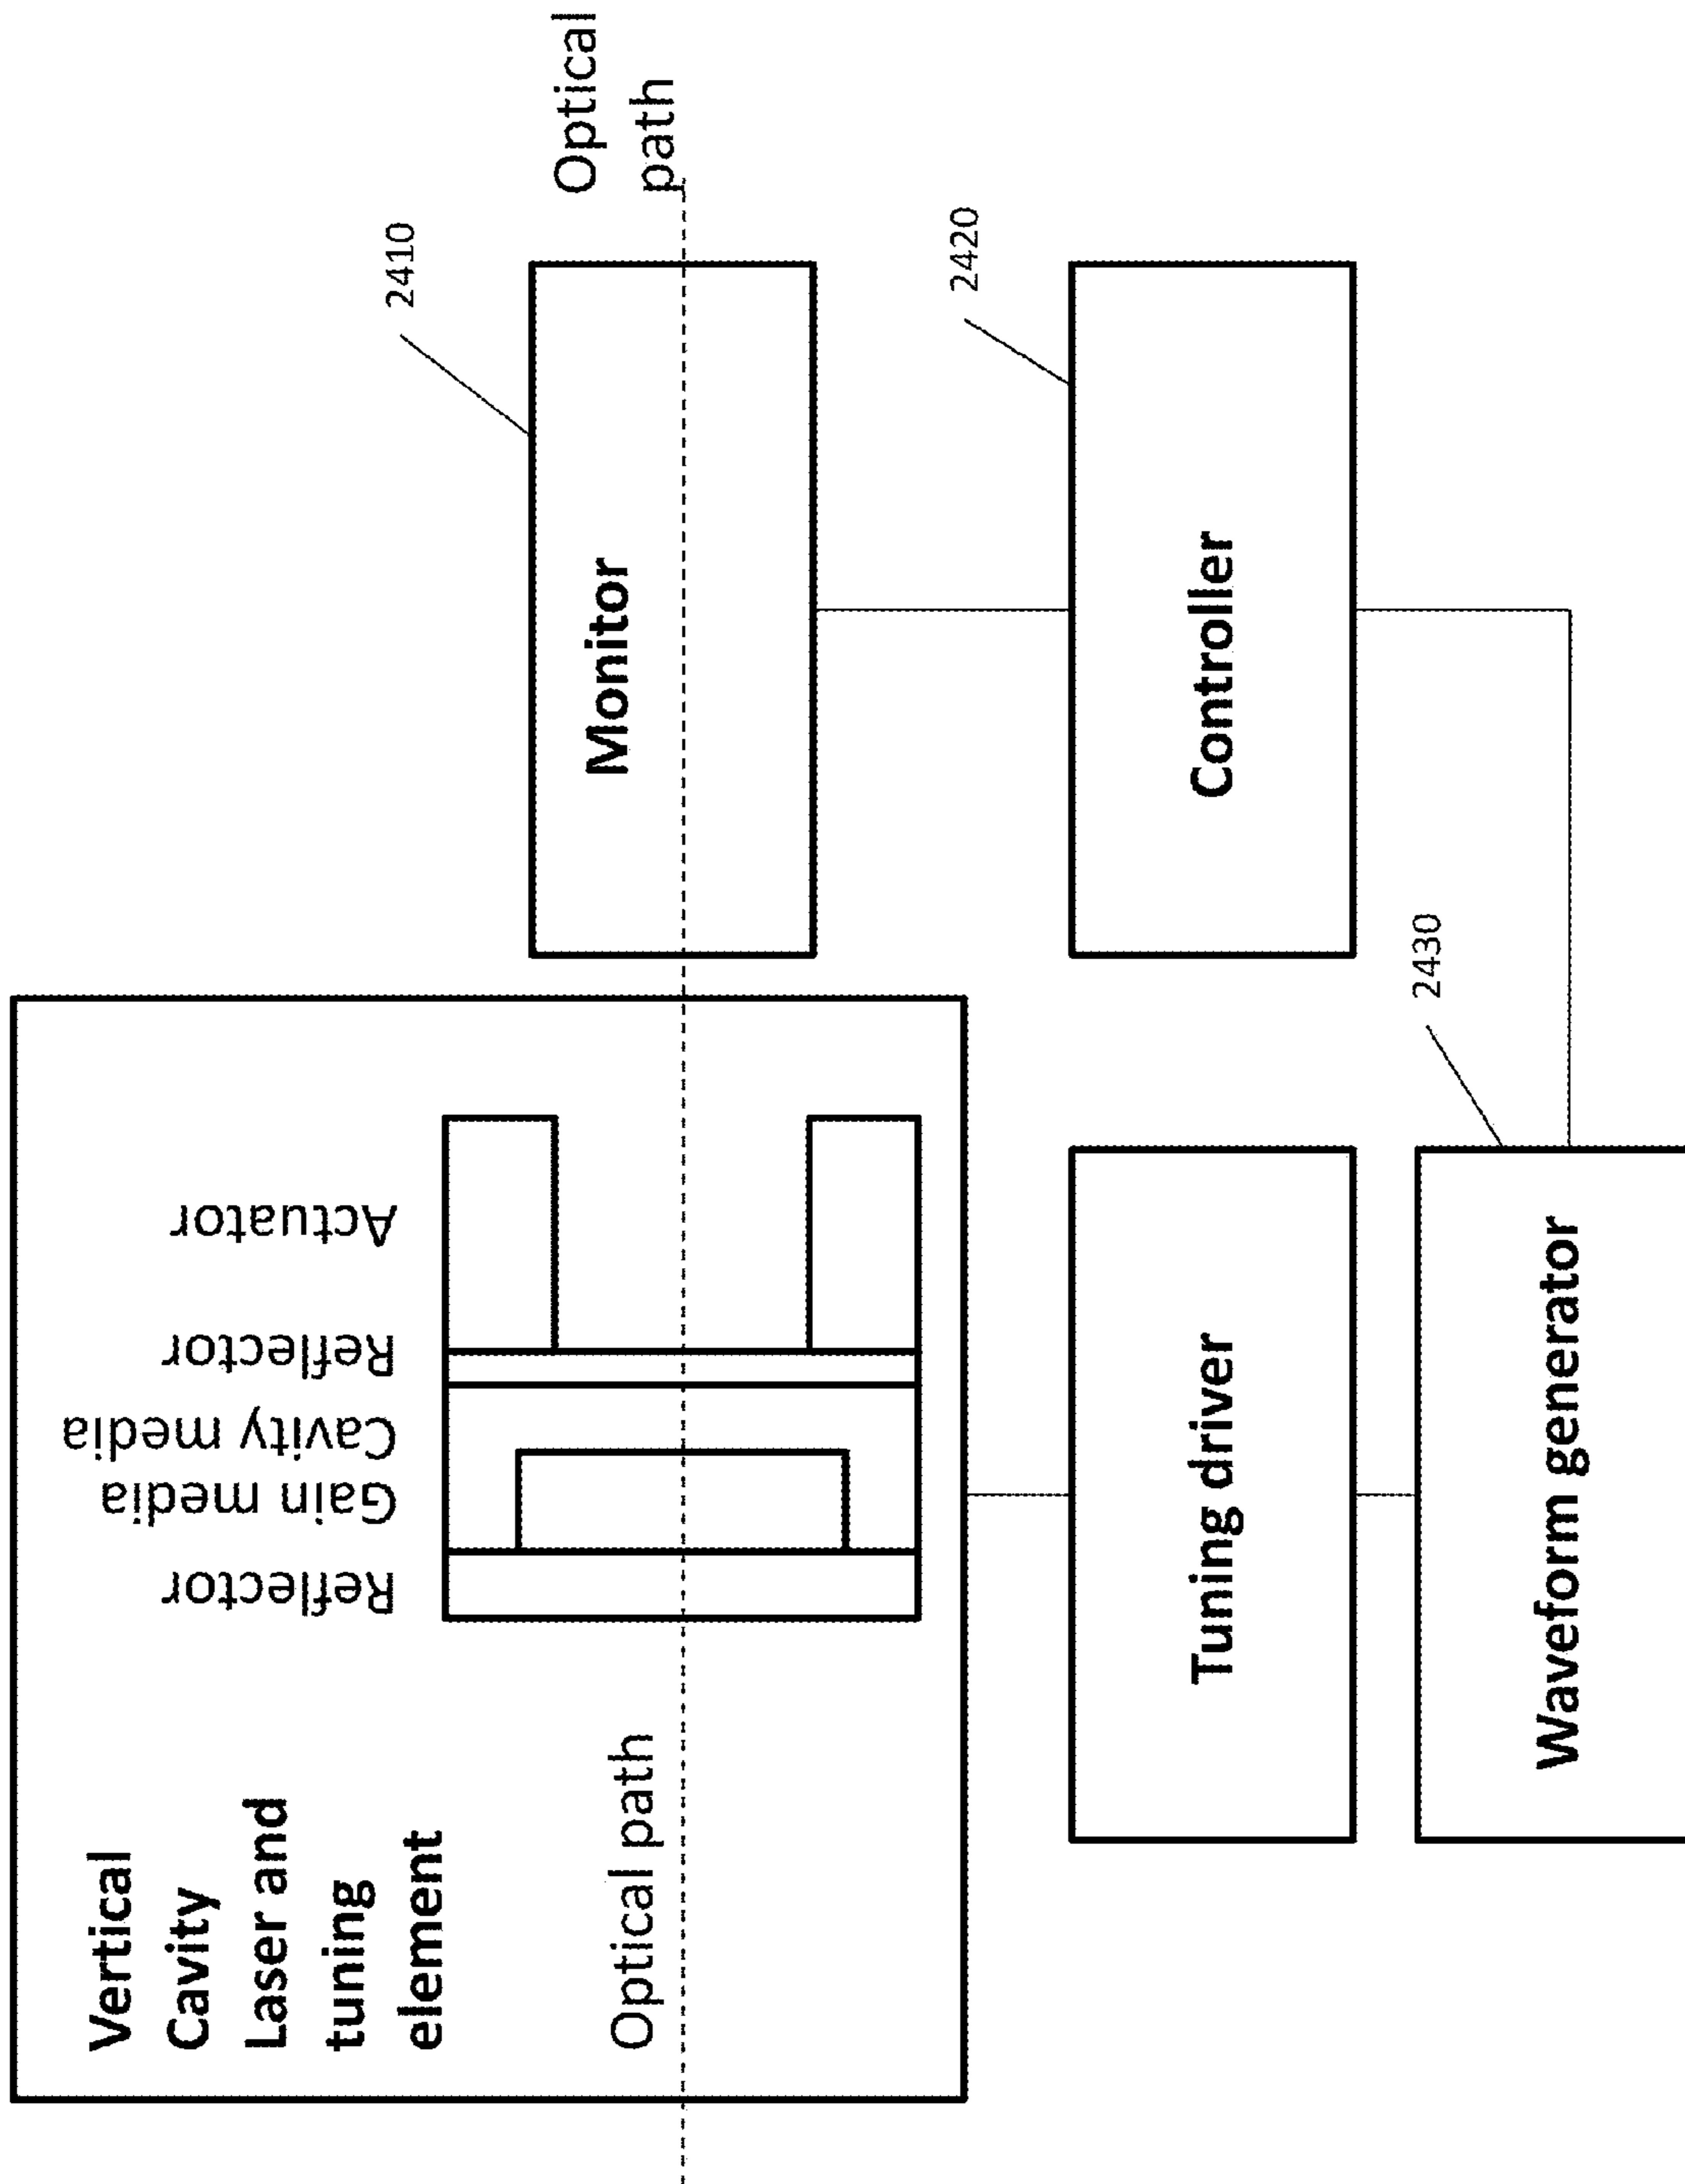 Vertical
Cavity
Laser and
tuning
element
Reflector
Gain media
Cavity media
Reflector
Actuator
Optical path
2410
Optical
path
Monitor
2420
Tuning driver
Controller
2430
Waveform generator